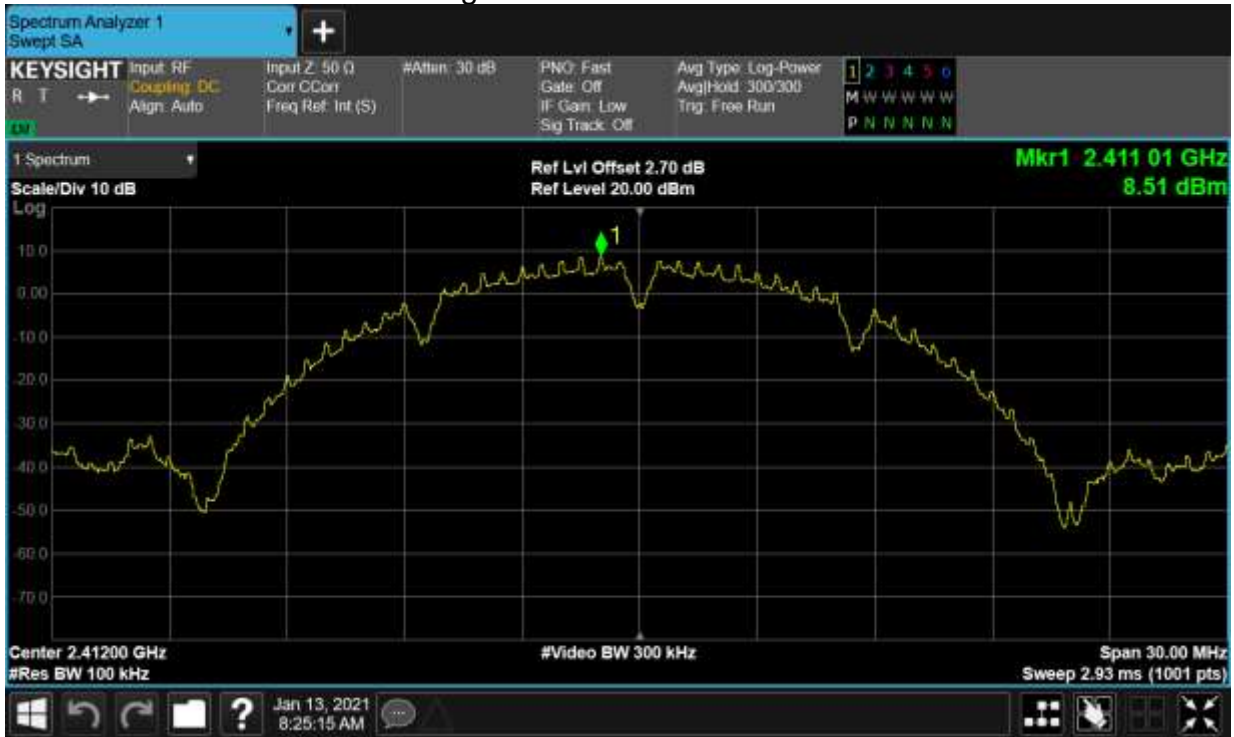 Spectrum Analyzer 1
Swept SA
+
KEYSIGHT
R T
Input: RF
Coupling: DC
Align: Auto
Input Z: 50 Ω
Corr CCorr
Freq Ref: Int (S)
#Atten: 30 dB
PNO: Fast
Gate: Off
IF Gain: Low
Sig Track: Off
Avg Type: Log-Power
Avg|Hold: 300/300
Trig: Free Run
1 2 3 4 5 6
M W W W W W
P N N N N N
1 Spectrum
Scale/Div 10 dB
Log
Ref Lvl Offset 2.70 dB
Ref Level 20.00 dBm
Mkr1 2.411 01 GHz
8.51 dBm
1
10.0
0.00
-10.0
-20.0
-30.0
-40.0
-50.0
-60.0
-70.0
Center 2.41200 GHz
#Res BW 100 kHz
#Video BW 300 kHz
Span 30.00 MHz
Sweep 2.93 ms (1001 pts)
?
Jan 13, 2021
8:25:15 AM